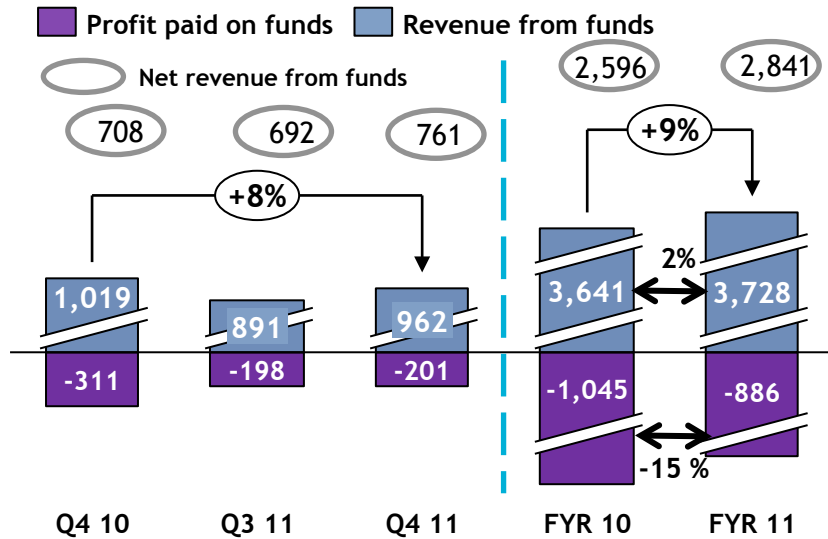 Profit paid on funds Revenue from funds
Net revenue from funds
2,596 2,841
708 692 761
+9%
+8%
2%
1,019 891 962 3,641 3,728
-311 -198 -201 -1,045 -886
-15 %
Q4 10 Q3 11 Q4 11 FYR 10 FYR 11